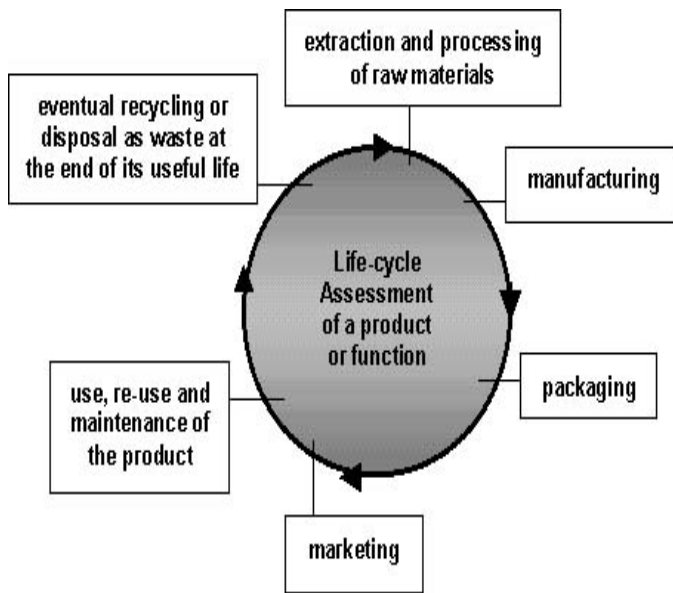 extraction and processing
of raw materials
eventual recycling or
disposal as waste at
the end of its useful life
manufacturing
Life-cycle
Assessment
of a product
or function
packaging
use, re-use and
maintenance of
the product
marketing